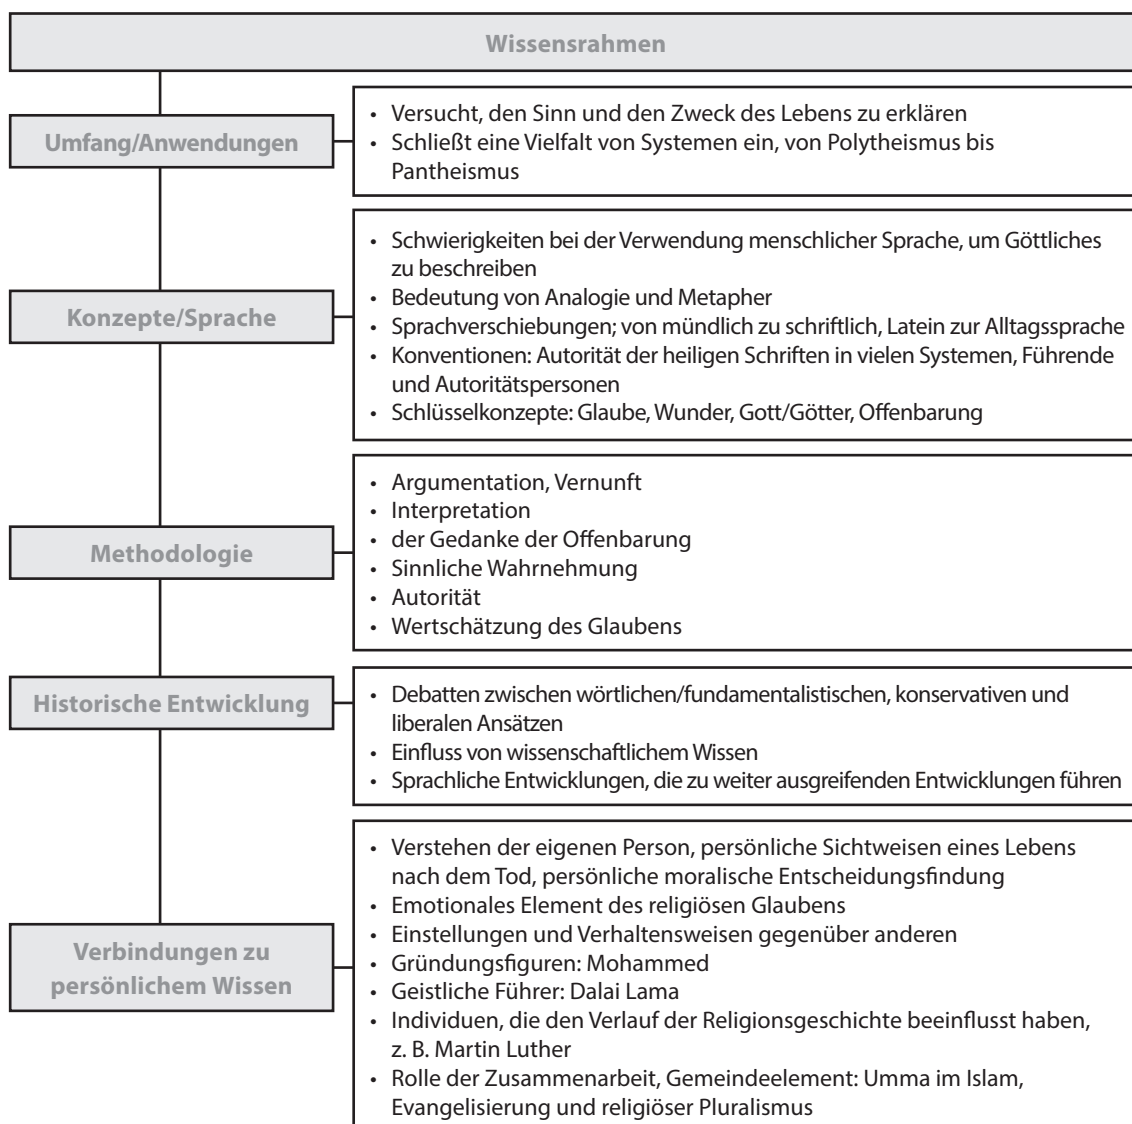 Wissensrahmen
Umfang/Anwendungen
• Versucht, den Sinn und den Zweck des Lebens zu erklären
• Schließt eine Vielfalt von Systemen ein, von Polytheismus bis
Pantheismus
Konzepte/Sprache
• Schwierigkeiten bei der Verwendung menschlicher Sprache, um Göttliches
zu beschreiben
• Bedeutung von Analogie und Metapher
• Sprachverschiebungen; von mündlich zu schriftlich, Latein zur Alltagssprache
• Konventionen: Autorität der heiligen Schriften in vielen Systemen, Führende
und Autoritätspersonen
• Schlüsselkonzepte: Glaube, Wunder, Gott/Götter, Offenbarung
Methodologie
• Argumentation, Vernunft
• Interpretation
• der Gedanke der Offenbarung
• Sinnliche Wahrnehmung
• Autorität
• Wertschätzung des Glaubens
Historische Entwicklung
• Debatten zwischen wörtlichen/fundamentalistischen, konservativen und
liberalen Ansätzen
• Einfluss von wissenschaftlichem Wissen
• Sprachliche Entwicklungen, die zu weiter ausgreifenden Entwicklungen führen
Verbindungen zu
persönlichem Wissen
• Verstehen der eigenen Person, persönliche Sichtweisen eines Lebens
nach dem Tod, persönliche moralische Entscheidungsfindung
• Emotionales Element des religiösen Glaubens
• Einstellungen und Verhaltensweisen gegenüber anderen
• Gründungsfiguren: Mohammed
• Geistliche Führer: Dalai Lama
• Individuen, die den Verlauf der Religionsgeschichte beeinflusst haben,
z. B. Martin Luther
• Rolle der Zusammenarbeit, Gemeindeelement: Umma im Islam,
Evangelisierung und religiöser Pluralismus